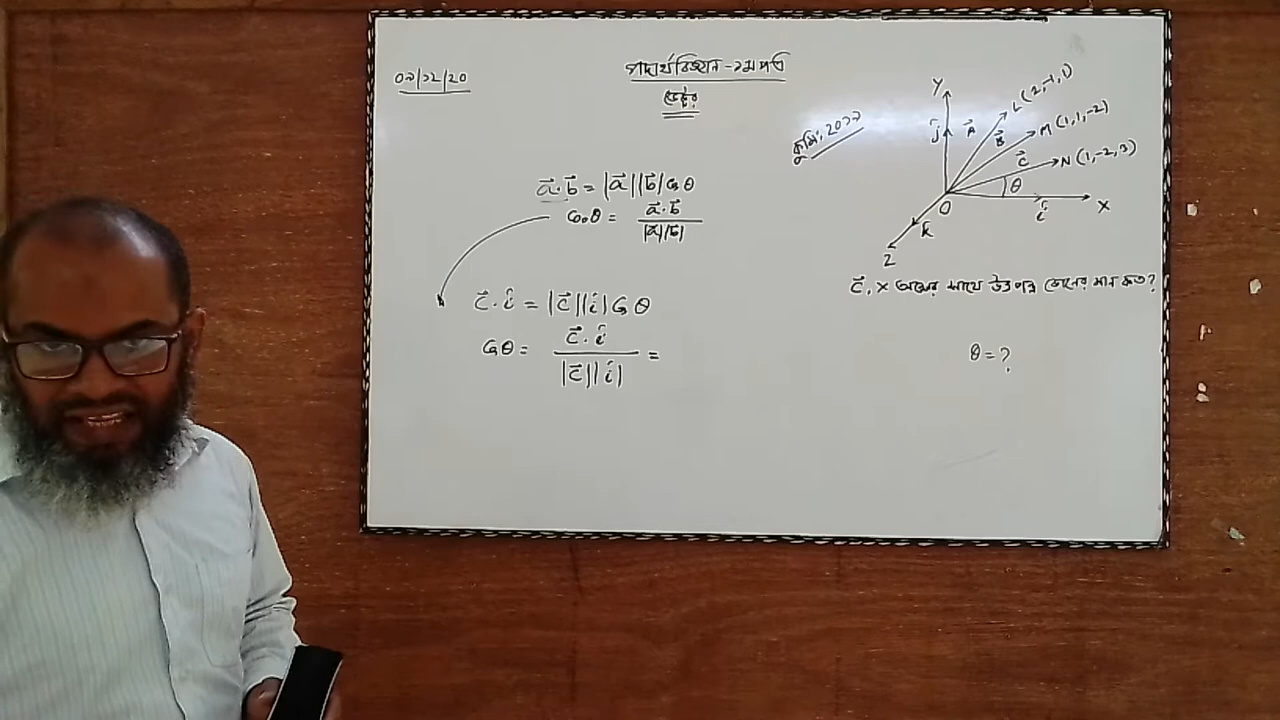 ০৯/১২/২০
পদার্থবিজ্ঞান - ১ম পত্র
ভেক্টর
কুমি: ২০১৭
Y
L (2, -1, 1)
ĵ
A⃗
M (1, 1, -2)
B⃗
C⃗
N (1, -2, 3)
θ
O
î
X
k̂
Z
a⃗·b⃗ = |a⃗||b⃗|Cosθ
Cosθ = a⃗·b⃗ / |a⃗||b⃗|
C⃗, X অক্ষের সাথে উৎপন্ন কোণের মান কত?
C⃗·î = |C⃗||î|Cosθ
Cosθ = C⃗·î / |C⃗||î| =
θ = ?